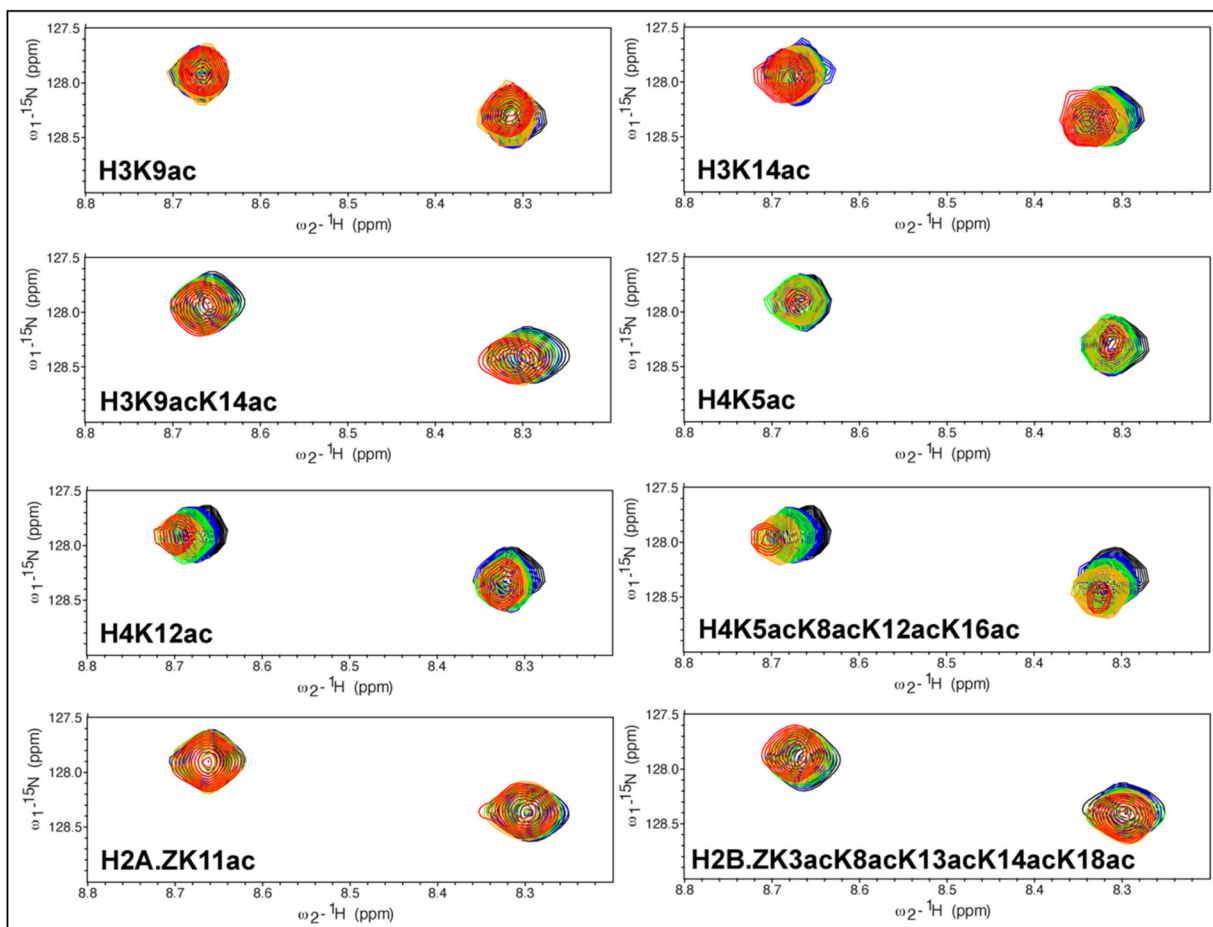 127.5
128.0
128.5
ω1-15N (ppm)
H3K9ac
8.8 8.7 8.6 8.5 8.4 8.3
ω2-1H (ppm)
127.5
128.0
128.5
ω1-15N (ppm)
H3K14ac
8.8 8.7 8.6 8.5 8.4 8.3
ω2-1H (ppm)
127.5
128.0
128.5
ω1-15N (ppm)
H3K9acK14ac
8.8 8.7 8.6 8.5 8.4 8.3
ω2-1H (ppm)
127.5
128.0
128.5
ω1-15N (ppm)
H4K5ac
8.8 8.7 8.6 8.5 8.4 8.3
ω2-1H (ppm)
127.5
128.0
128.5
ω1-15N (ppm)
H4K12ac
8.8 8.7 8.6 8.5 8.4 8.3
ω2-1H (ppm)
127.5
128.0
128.5
ω1-15N (ppm)
H4K5acK8acK12acK16ac
8.8 8.7 8.6 8.5 8.4 8.3
ω2-1H (ppm)
127.5
128.0
128.5
ω1-15N (ppm)
H2A.ZK11ac
8.8 8.7 8.6 8.5 8.4 8.3
ω2-1H (ppm)
127.5
128.0
128.5
ω1-15N (ppm)
H2B.ZK3acK8acK13acK14acK18ac
8.8 8.7 8.6 8.5 8.4 8.3
ω2-1H (ppm)